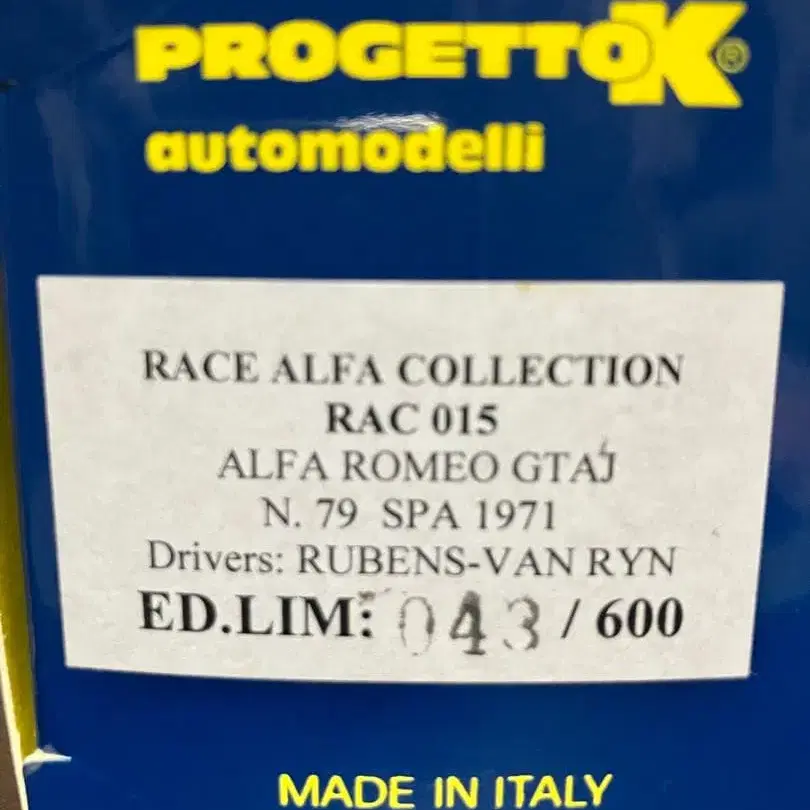 PROGETTOK®
automodelli
RACE ALFA COLLECTION
RAC 015
ALFA ROMEO GTAJ
N. 79 SPA 1971
Drivers: RUBENS-VAN RYN
ED.LIM: 043 / 600
MADE IN ITALY